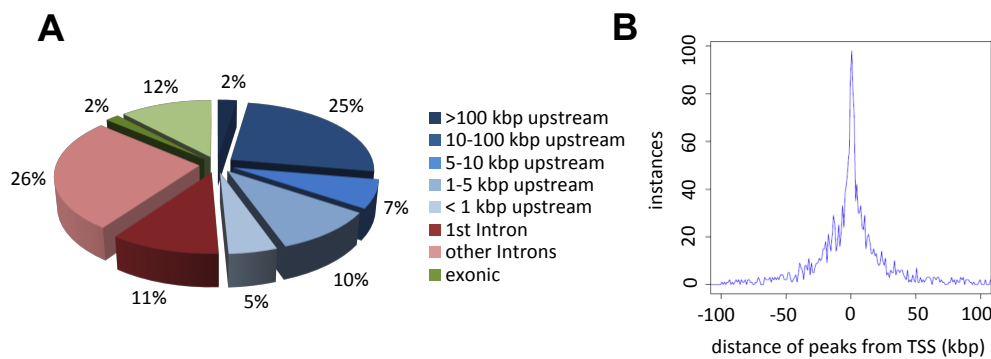 A
2%
25%
7%
10%
5%
11%
26%
2%
12%
>100 kbp upstream
10-100 kbp upstream
5-10 kbp upstream
1-5 kbp upstream
< 1 kbp upstream
1st Intron
other Introns
exonic
B
instances
100
80
60
40
20
0
-100
-50
0
50
100
distance of peaks from TSS (kbp)